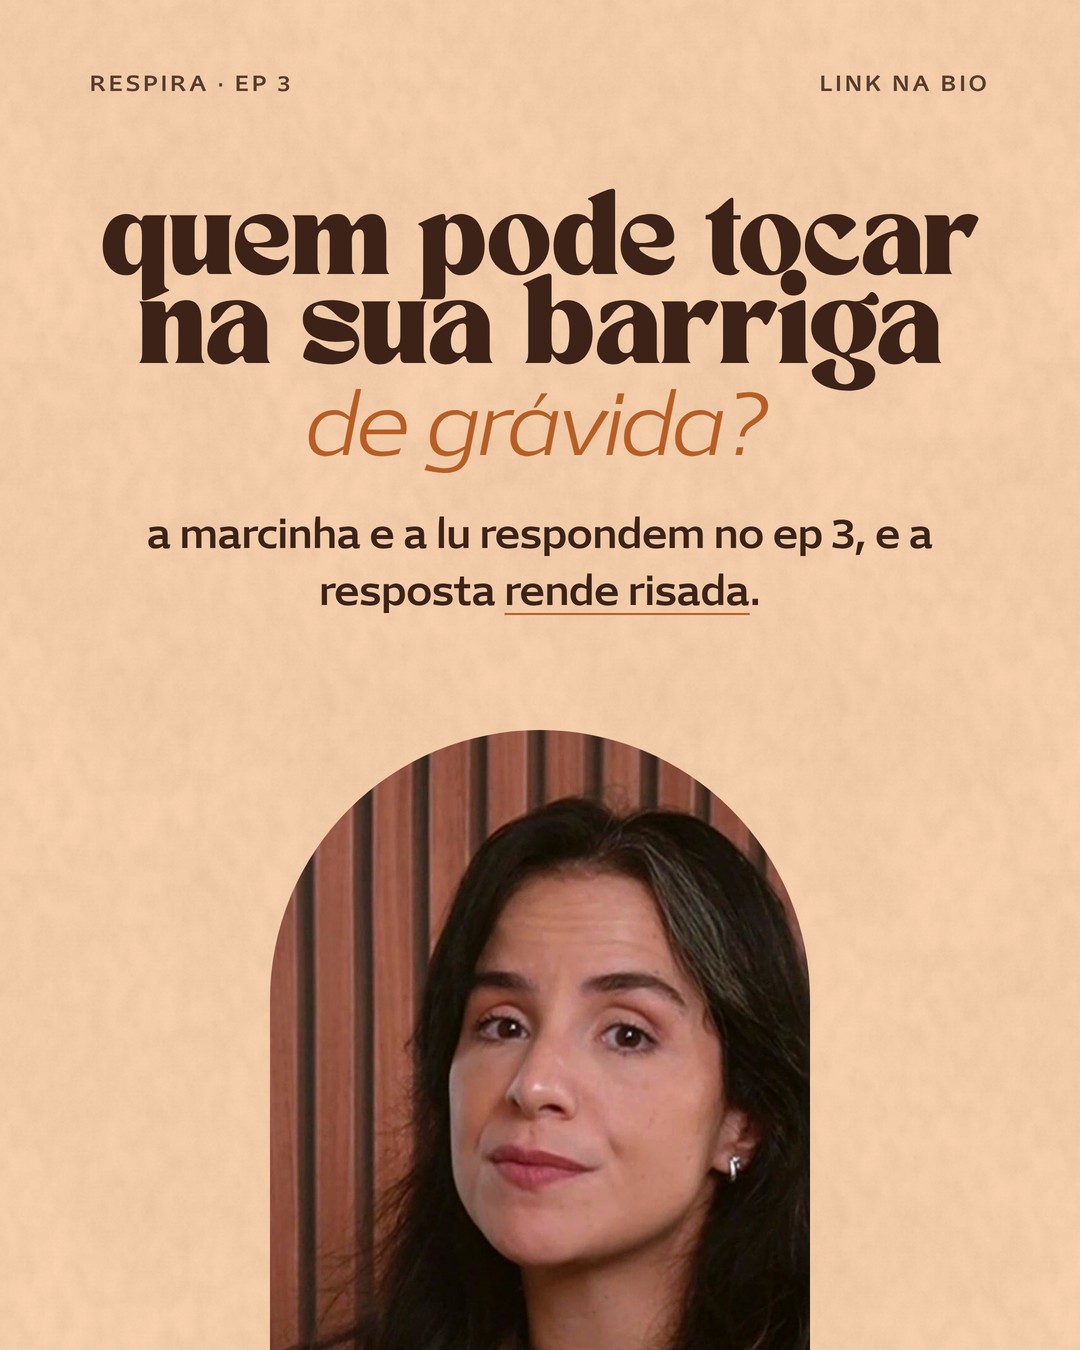 RESPIRA · EP 3
LINK NA BIO
quem pode tocar
na sua barriga
de grávida?
a marcinha e a lu respondem no ep 3, e a
resposta rende risada.